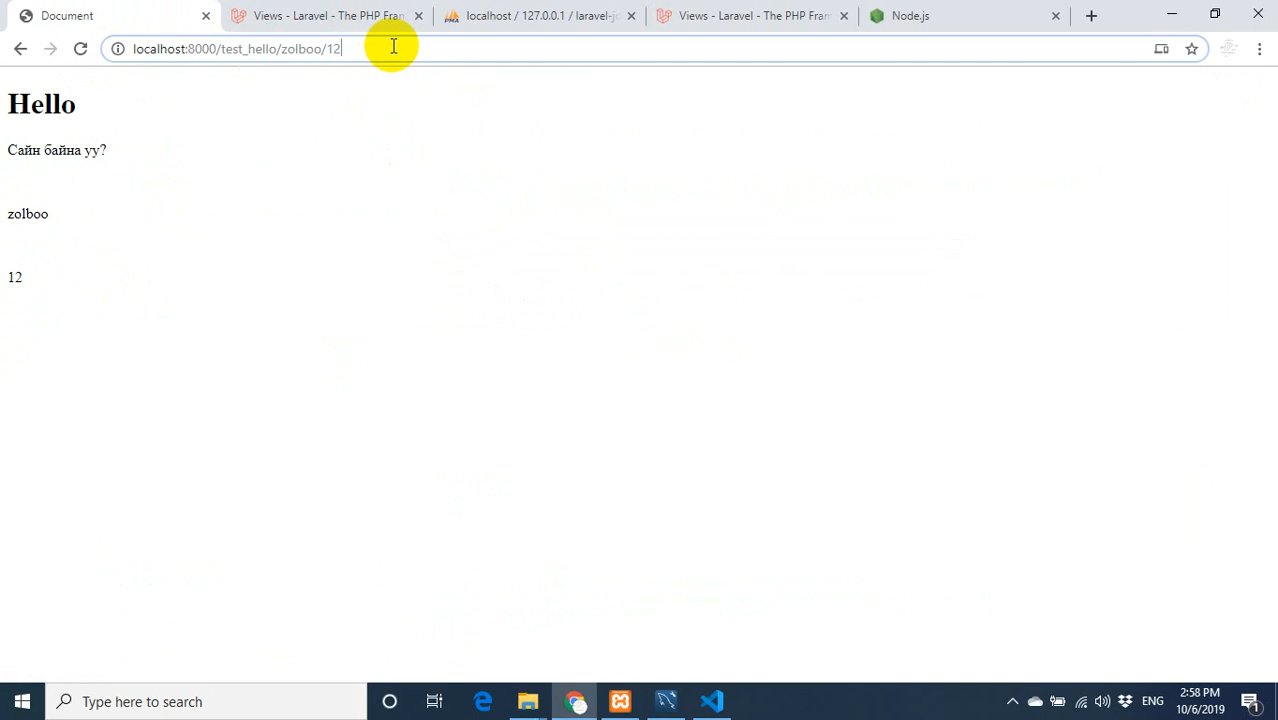 Document
Views - Laravel - The PHP Fram
localhost / 127.0.0.1 / laravel-jo
Views - Laravel - The PHP Fram
Node.js
localhost:8000/test_hello/zolboo/12
Hello
Сайн байна уу?
zolboo
12
Type here to search
ENG
2:58 PM
10/6/2019
1